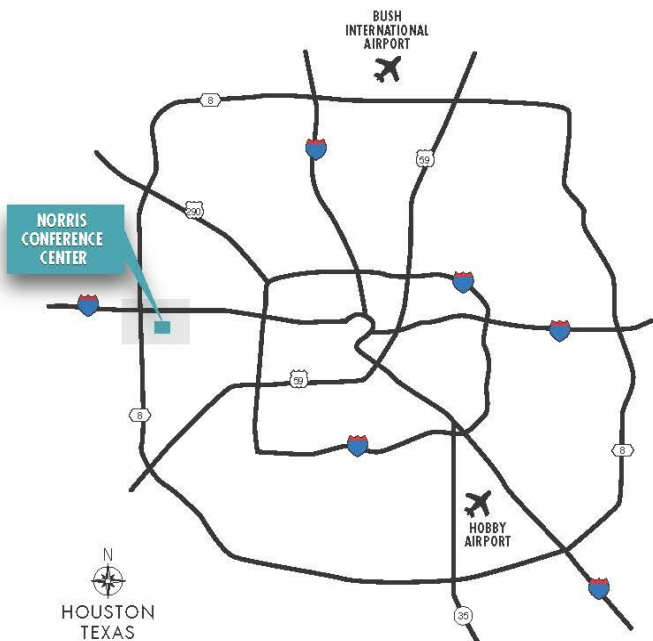 BUSH
INTERNATIONAL
AIRPORT
8
59
290
NORRIS
CONFERENCE
CENTER
59
8
8
HOBBY
AIRPORT
N
HOUSTON
TEXAS
35